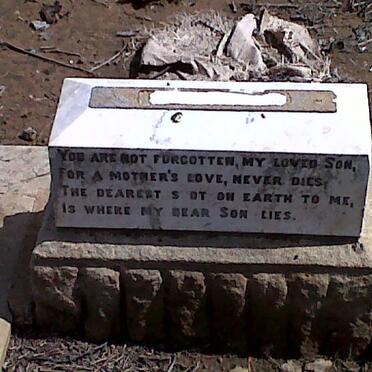 YOU ARE NOT FORGOTTEN, MY LOVED SON,
FOR A MOTHER'S LOVE, NEVER DIES,
THE DEAREST S OT ON EARTH TO ME,
IS WHERE MY DEAR SON LIES.